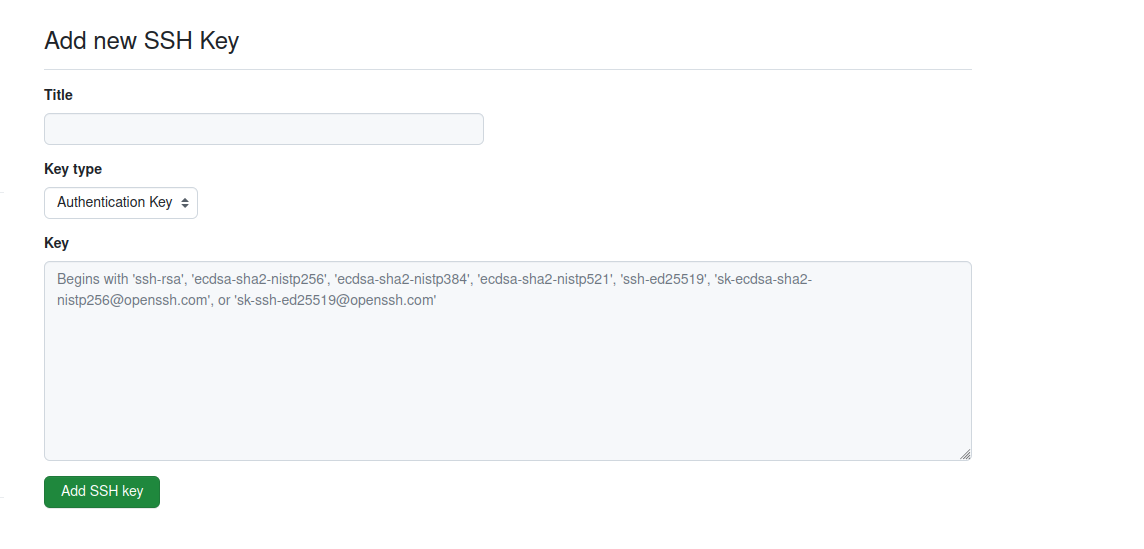 Add new SSH Key
Title
Key type
Authentication Key
Key
Begins with 'ssh-rsa', 'ecdsa-sha2-nistp256', 'ecdsa-sha2-nistp384', 'ecdsa-sha2-nistp521', 'ssh-ed25519', 'sk-ecdsa-sha2-
nistp256@openssh.com', or 'sk-ssh-ed25519@openssh.com'
Add SSH key